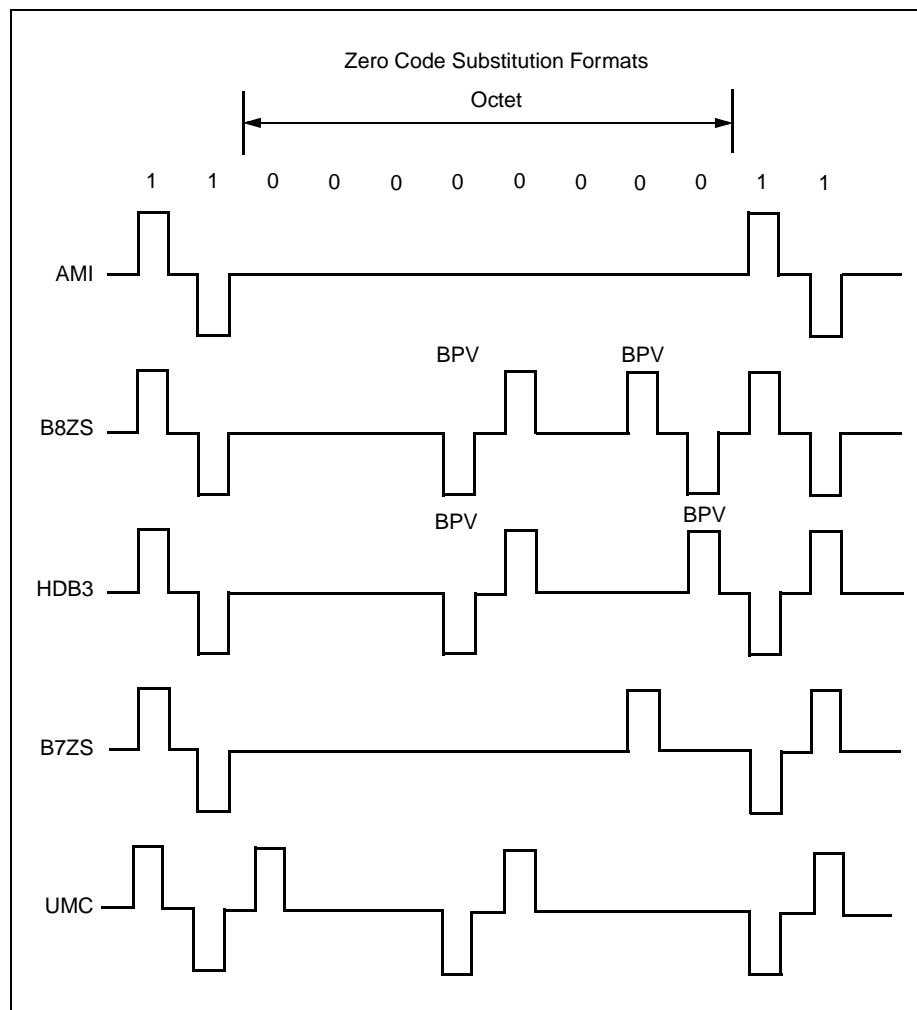 Zero Code Substitution Formats
Octet
1 1 0 0 0 0 0 0 0 0 1 1
AMI
BPV BPV
B8ZS
BPV BPV
HDB3
B7ZS
UMC